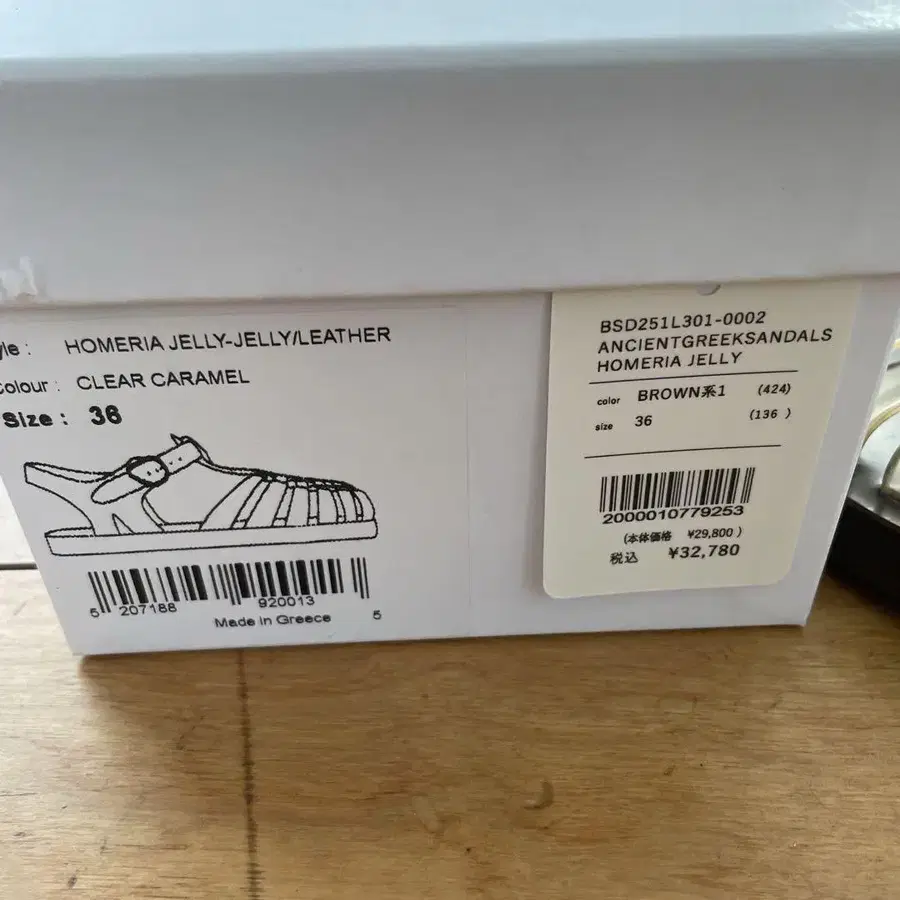 yle : HOMERIA JELLY-JELLY/LEATHER
olour : CLEAR CARAMEL
Size : 36
5 207188 920013 5
Made in Greece
BSD251L301-0002
ANCIENTGREEKSANDALS
HOMERIA JELLY
color BROWN系1 (424)
size 36 (136 )
2000010779253
(本体価格 ¥29,800 )
税込 ¥32,780